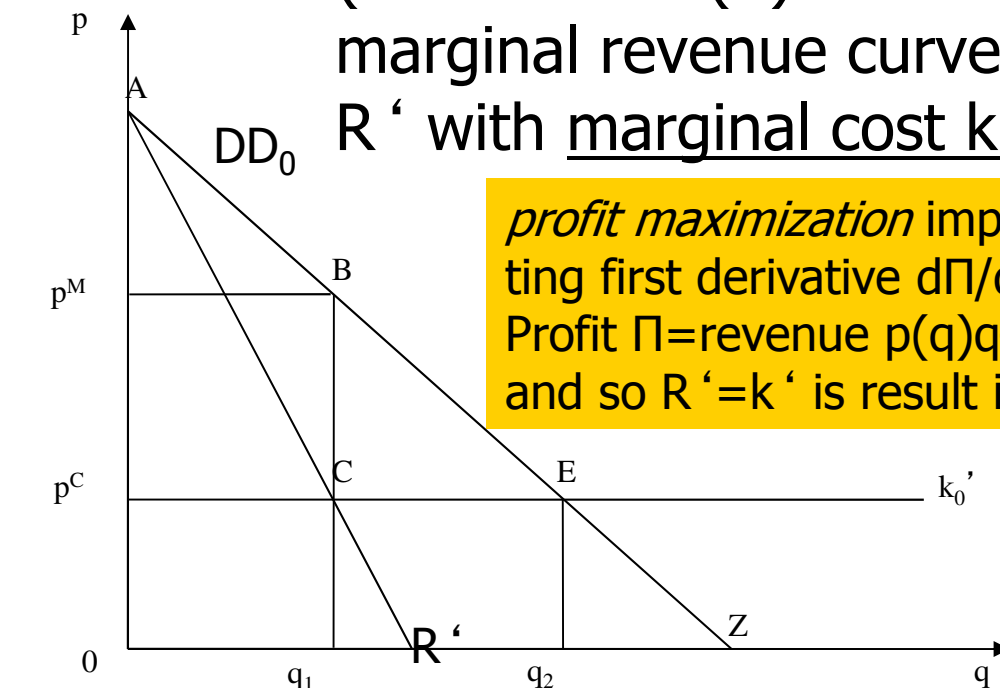 p
marginal revenue curve
R ‘ with marginal cost k
A
DD₀
profit maximization imp
ting first derivative dΠ/
Profit Π=revenue p(q)q
and so R ‘=k ‘ is result i
B
pᴹ
C
E
pᶜ
k₀’
Z
R ‘
0
q₁
q₂
q